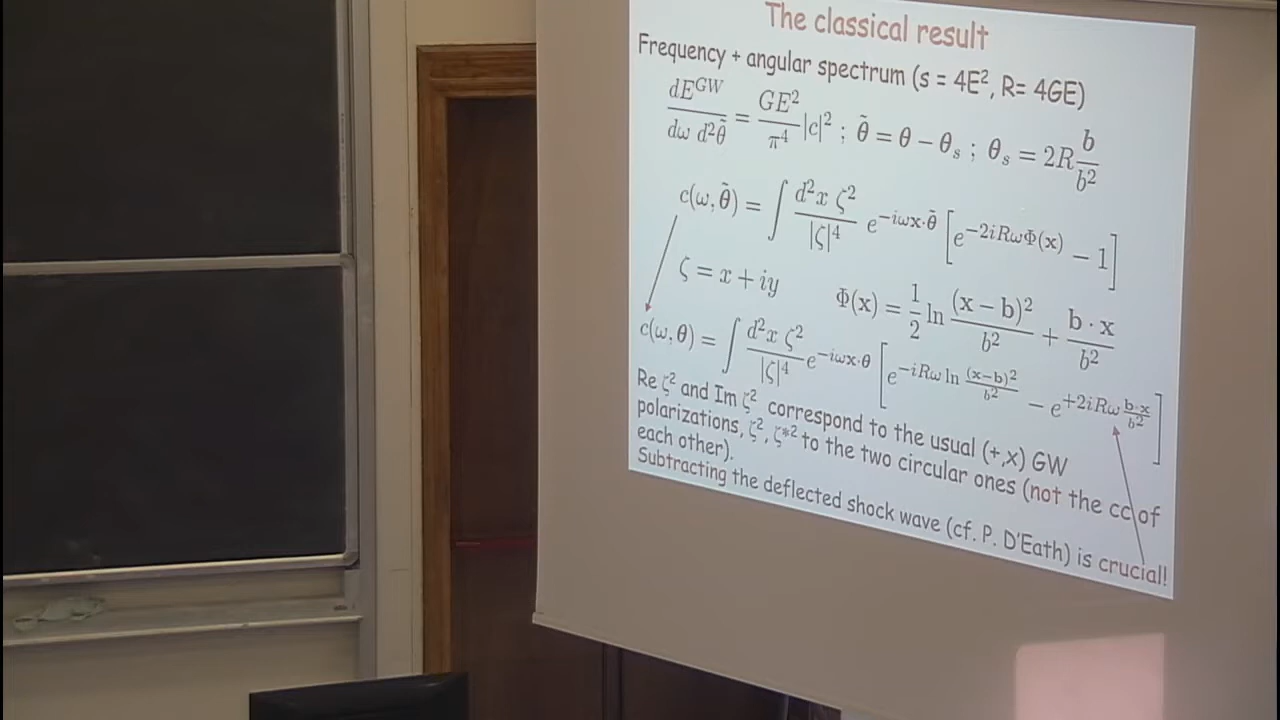 The classical result
Frequency + angular spectrum (s = 4E², R= 4GE)
dE^GW / dω d²θ̃ = GE²/π⁴ |c|² ; θ̃ = θ − θₛ ; θₛ = 2R b/b²
c(ω, θ̃) = ∫ d²x ζ²/|ζ|⁴ e^{−iωx·θ̃} [e^{−2iRωΦ(x)} − 1]
ζ = x + iy Φ(x) = 1/2 ln (x − b)²/b² + b · x/b²
c(ω, θ) = ∫ d²x ζ²/|ζ|⁴ e^{−iωx·θ} [e^{−iRω ln (x−b)²/b²} − e^{+2iRω b·x/b²}]
Re ζ² and Im ζ² correspond to the usual (+,x) GW
polarizations, ζ², ζ*² to the two circular ones (not the cc of
each other).
Subtracting the deflected shock wave (cf. P. D'Eath) is crucial!